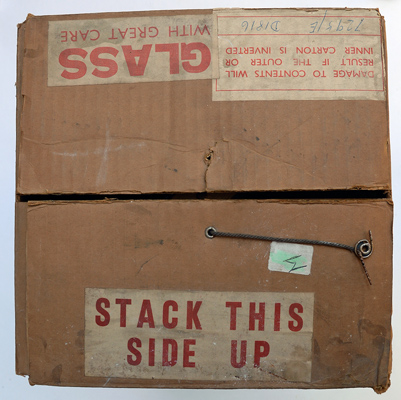 GLASS
WITH GREAT CARE
DAMAGE TO CONTENTS WILL
RESULT IF THE OUTER OR
INNER CARTON IS INVERTED
STACK THIS
SIDE UP